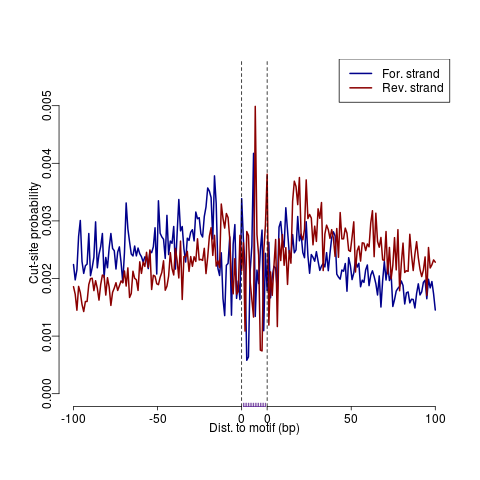 For. strand
Rev. strand
Cut-site probability
0.005
0.004
0.003
0.002
0.001
0.000
-100 -50 0 0 50 100
Dist. to motif (bp)